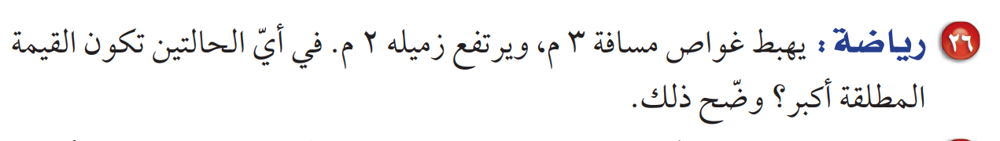 ٢٦ رياضة : يهبط غواص مسافة ٣ م، ويرتفع زميله ٢ م. في أيّ الحالتين تكون القيمة
المطلقة أكبر؟ وضّح ذلك.